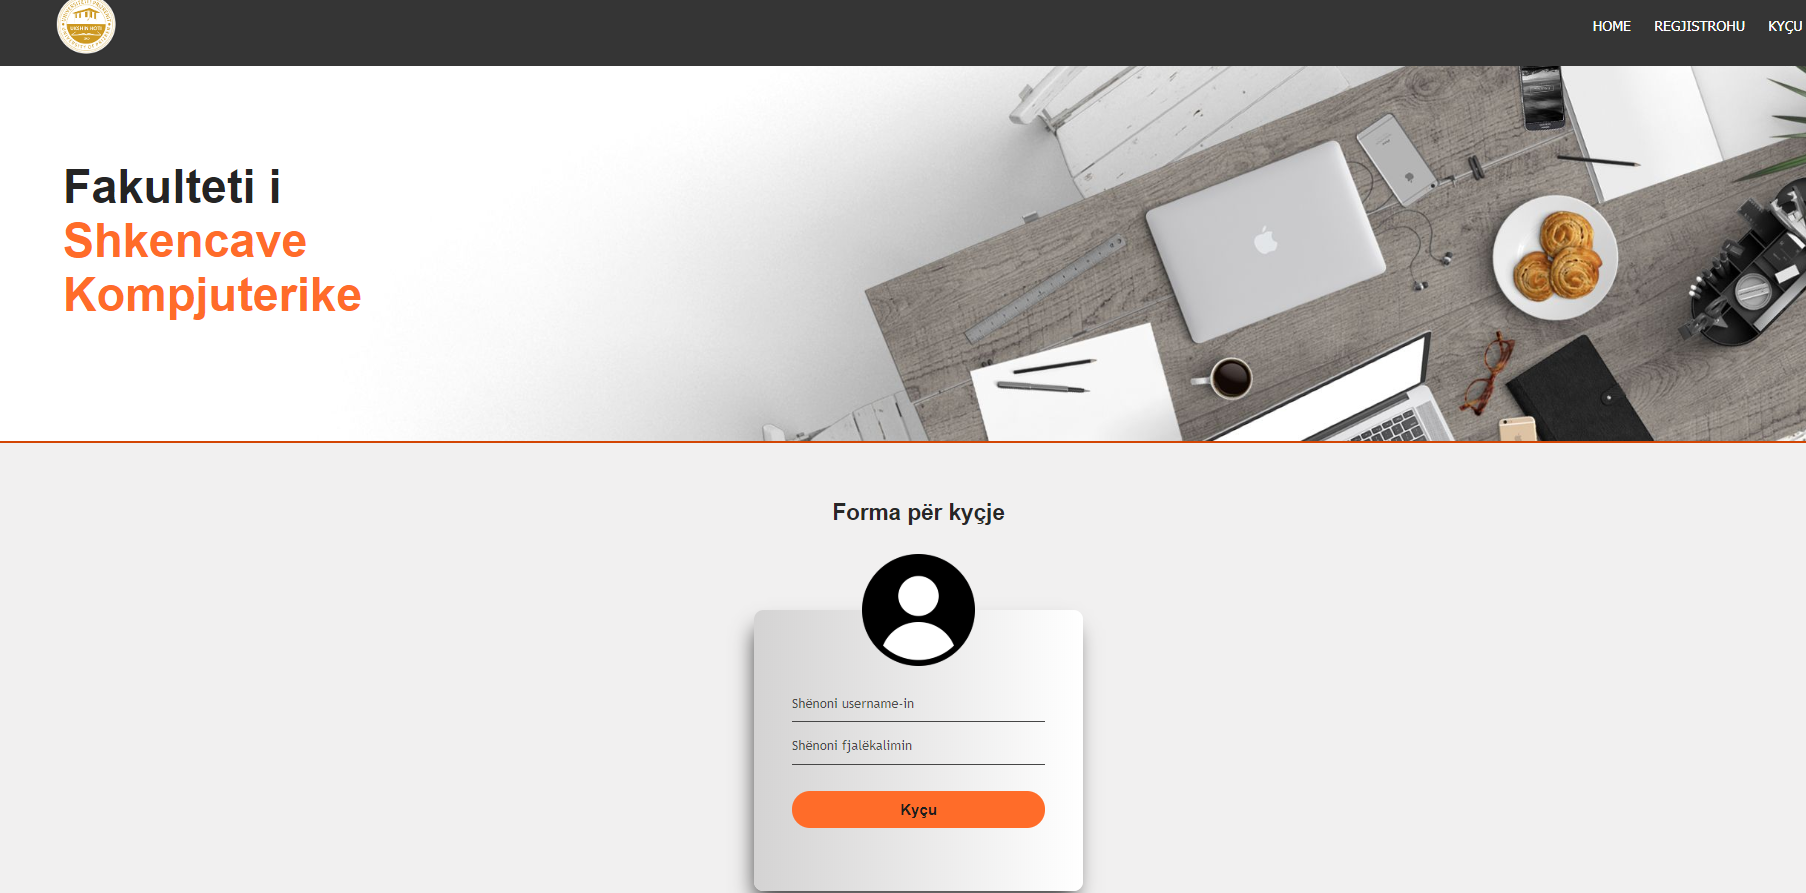 HOME REGJISTROHU KYÇU
Fakulteti i
Shkencave
Kompjuterike
Forma për kyçje
Shënoni username-in
Shënoni fjalëkalimin
Kyçu